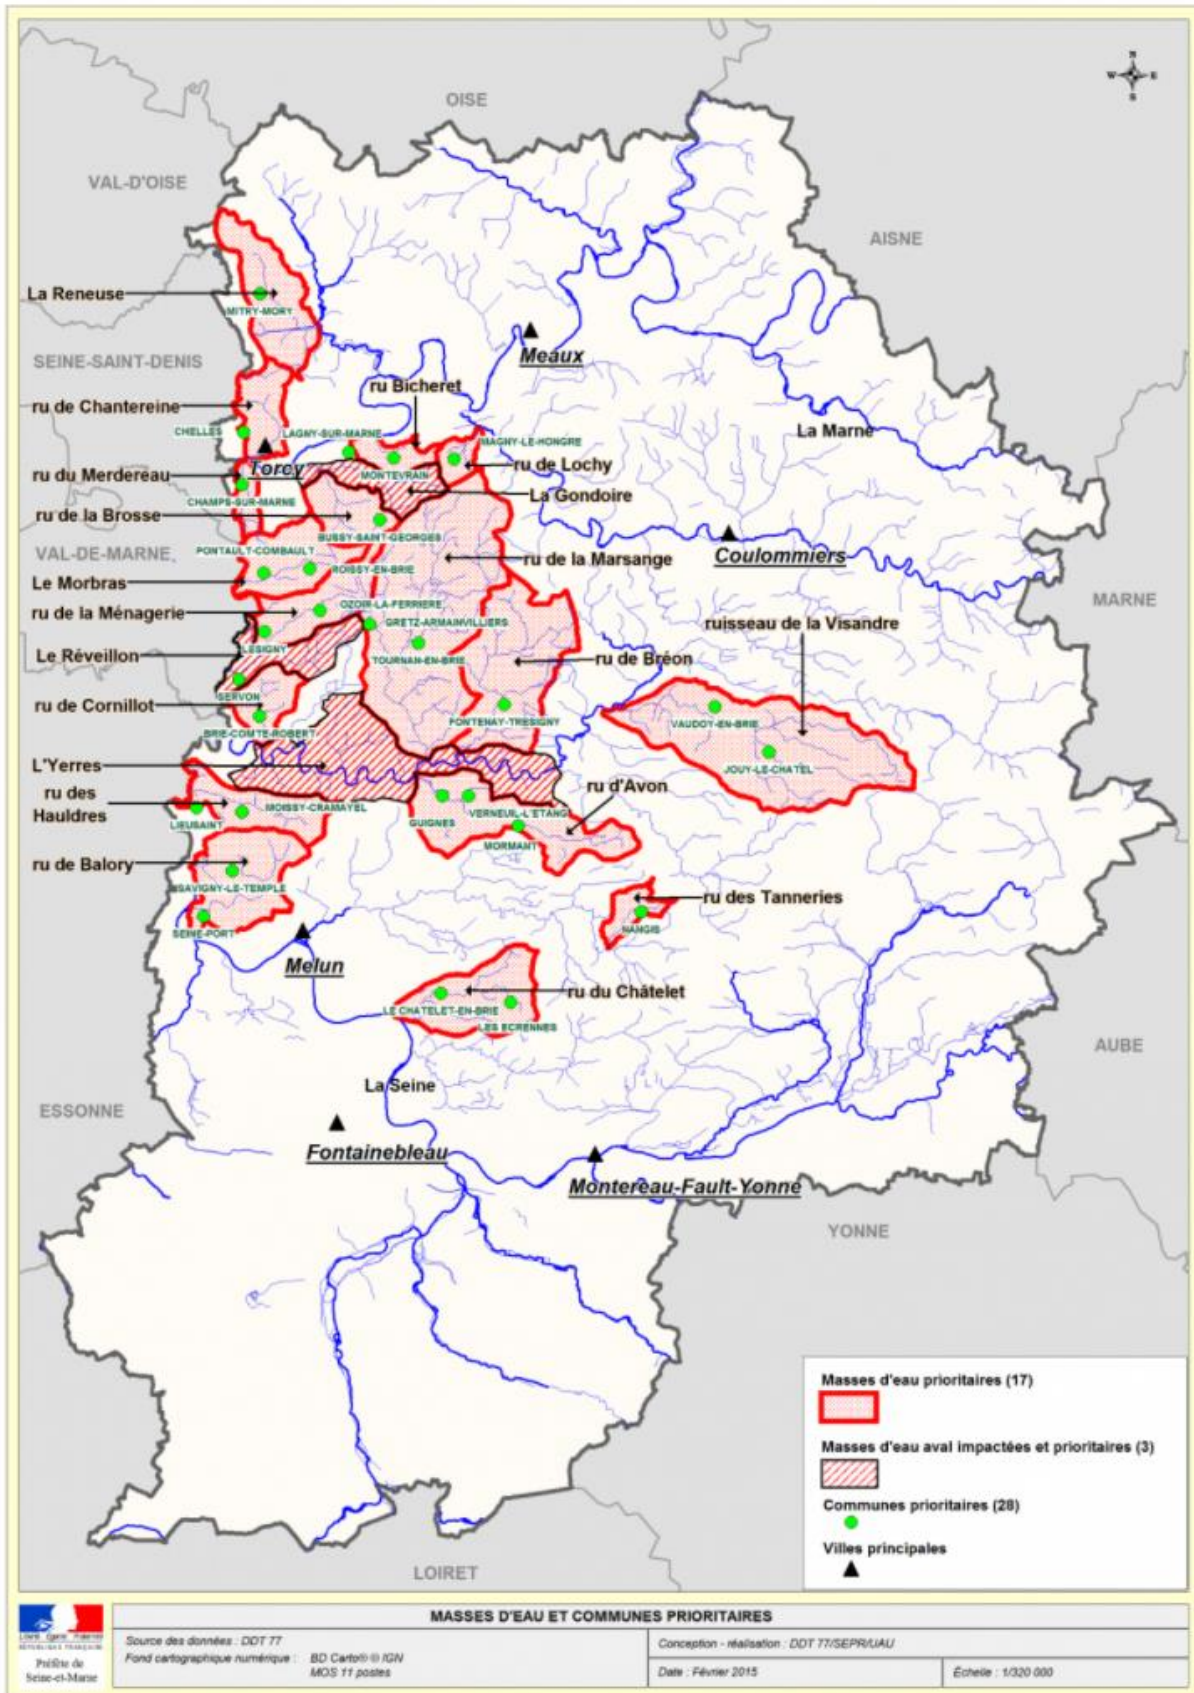 N
W E
S
OISE
VAL-D'OISE
AISNE
La Reneuse
MITRY-MORY
SEINE-SAINT-DENIS
Meaux
ru Bicheret
ru de Chantereine
CHELLES
LAGNY-SUR-MARNE
MAGNY-LE-HONGRE
La Marne
Torcy
MONTEVRAIN
ru de Lochy
ru du Merdereau
La Gondoire
CHAMPS-SUR-MARNE
ru de la Brosse
BUSSY-SAINT-GEORGES
VAL-DE-MARNE
PONTAULT-COMBAULT
ru de la Marsange
Coulommiers
ROISSY-EN-BRIE
Le Morbras
MARNE
OZOIR-LA-FERRIERE
ru de la Ménagerie
GRETZ-ARMAINVILLIERS
ruisseau de la Visandre
LESIGNY
Le Réveillon
TOURNAN-EN-BRIE
ru de Bréon
SERVON
ru de Cornillot
FONTENAY-TRESIGNY
VAUDOY-EN-BRIE
BRIE-COMTE-ROBERT
L'Yerres
JOUY-LE-CHATEL
ru d'Avon
ru des
Hauldres
MOISSY-CRAMAYEL
LIEUSAINT
GUIGNES
VERNEUIL-L'ETANG
MORMANT
ru de Balory
SAVIGNY-LE-TEMPLE
ru des Tanneries
SEINE-PORT
NANGIS
Melun
ru du Châtelet
LE CHATELET-EN-BRIE
LES ECRENNES
AUBE
La Seine
ESSONNE
Fontainebleau
Montereau-Fault-Yonne
YONNE
LOIRET
Masses d'eau prioritaires (17)
Masses d'eau aval impactées et prioritaires (3)
Communes prioritaires (28)
Villes principales
MASSES D'EAU ET COMMUNES PRIORITAIRES
Liberté • Égalité • Fraternité
RÉPUBLIQUE FRANÇAISE
Préfète de
Seine-et-Marne
Source des données : DDT 77
Fond cartographique numérique : BD Carto® © IGN
MOS 11 postes
Conception - réalisation : DDT 77/SEPR/UAU
Date : Février 2015
Échelle : 1/320 000